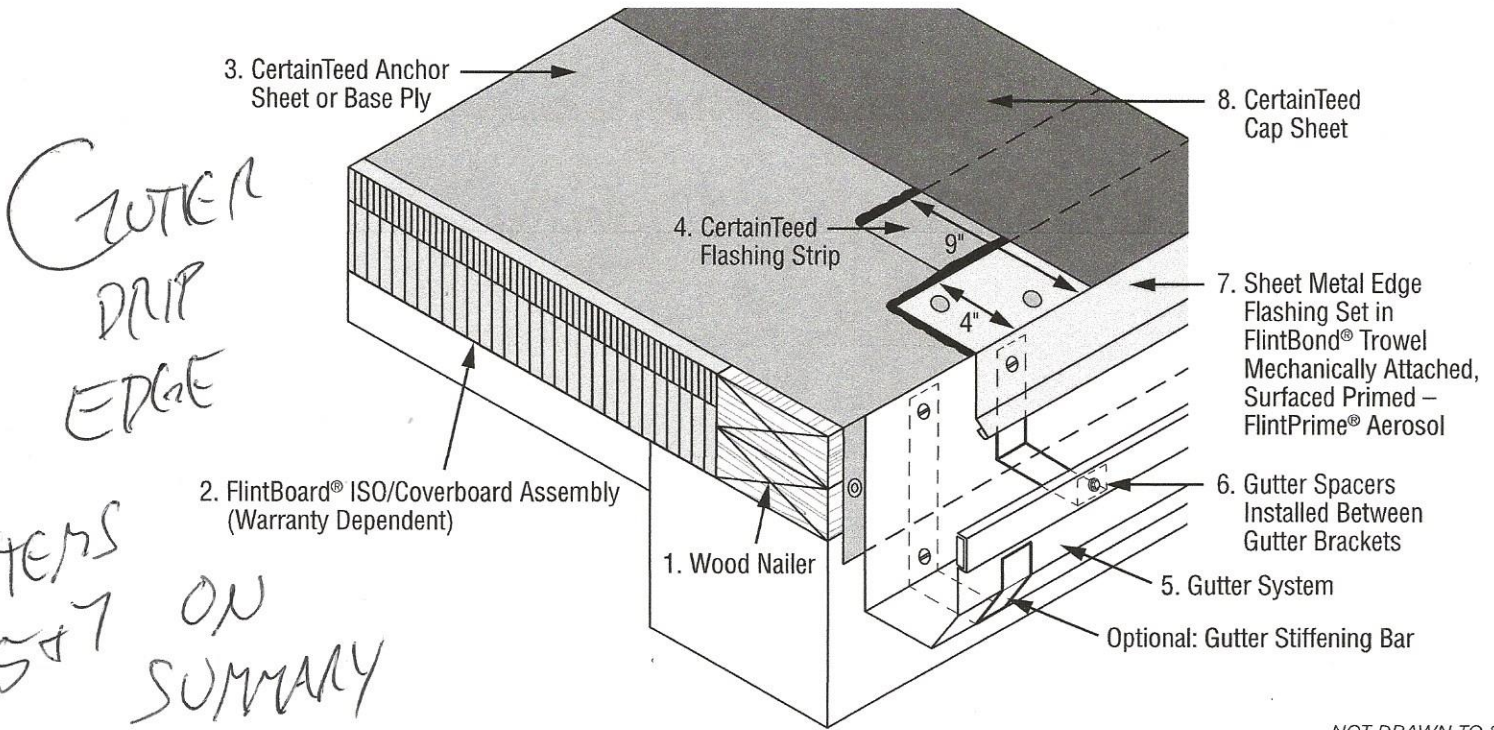 3. CertainTeed Anchor
Sheet or Base Ply
8. CertainTeed
Cap Sheet
GUTTER
DRIP
EDGE
4. CertainTeed
Flashing Strip
9"
4"
7. Sheet Metal Edge
Flashing Set in
FlintBond® Trowel
Mechanically Attached,
Surfaced Primed –
FlintPrime® Aerosol
2. FlintBoard® ISO/Coverboard Assembly
(Warranty Dependent)
1. Wood Nailer
6. Gutter Spacers
Installed Between
Gutter Brackets
5. Gutter System
Optional: Gutter Stiffening Bar
ON
SUMMARY
NOT DRAWN TO